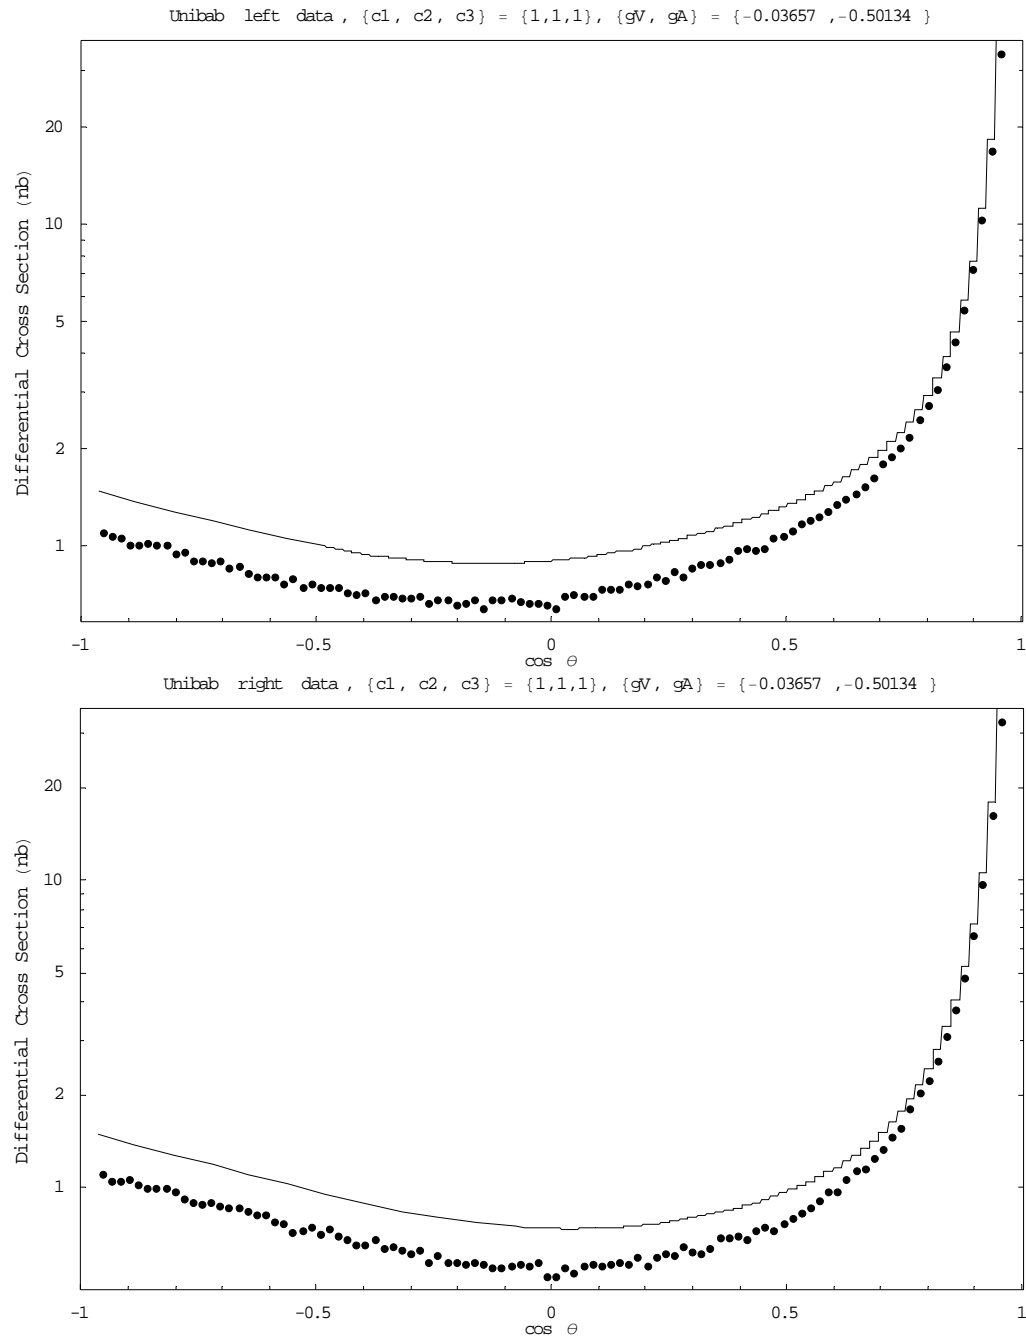 Unibab left data, {c1, c2, c3} = {1,1,1}, {gV, gA} = {-0.03657 ,-0.50134 }
20
10
5
2
1
Differential Cross Section (nb)
-1 -0.5 0 0.5 1
cos θ
Unibab right data, {c1, c2, c3} = {1,1,1}, {gV, gA} = {-0.03657 ,-0.50134 }
20
10
5
2
1
Differential Cross Section (nb)
-1 -0.5 0 0.5 1
cos θ